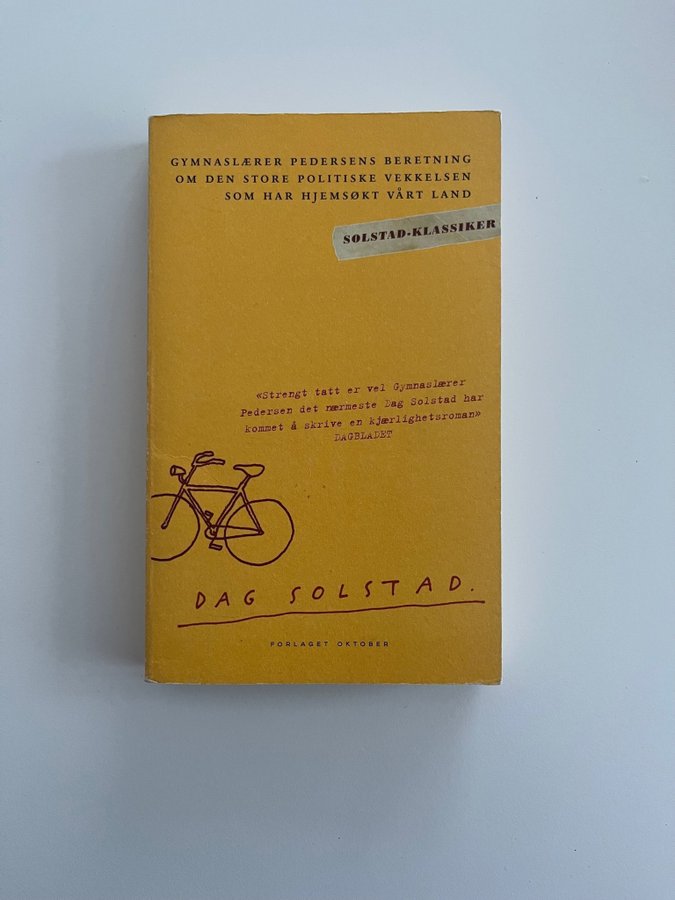 GYMNASLÆRER PEDERSENS BERETNING
OM DEN STORE POLITISKE VEKKELSEN
SOM HAR HJEMSØKT VÅRT LAND
SOLSTAD-KLASSIKER
«Strengt tatt er vel Gymnaslærer
Pedersen det nærmeste Dag Solstad har
kommet å skrive en kjærlighetsroman»
DAGBLADET
DAG SOLSTAD.
FORLAGET OKTOBER